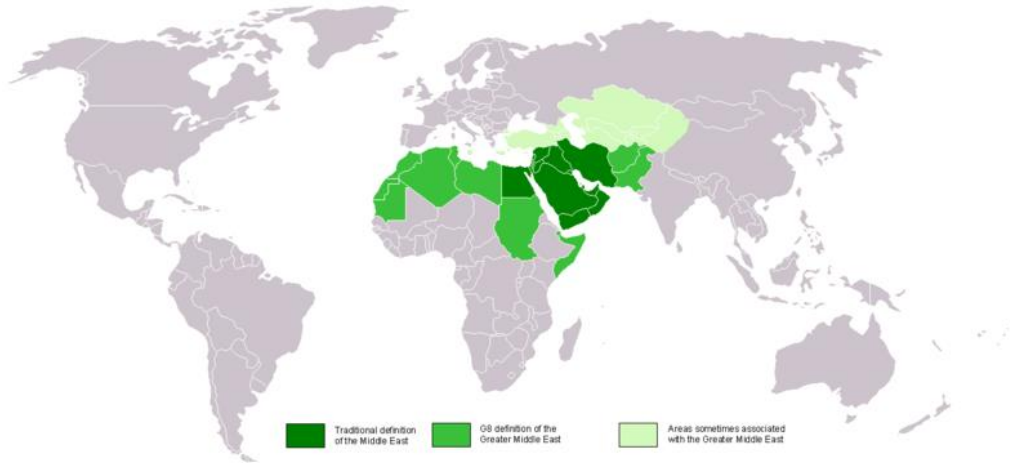 Traditional definition
of the Middle East
G8 definition of the
Greater Middle East
Areas sometimes associated
with the Greater Middle East